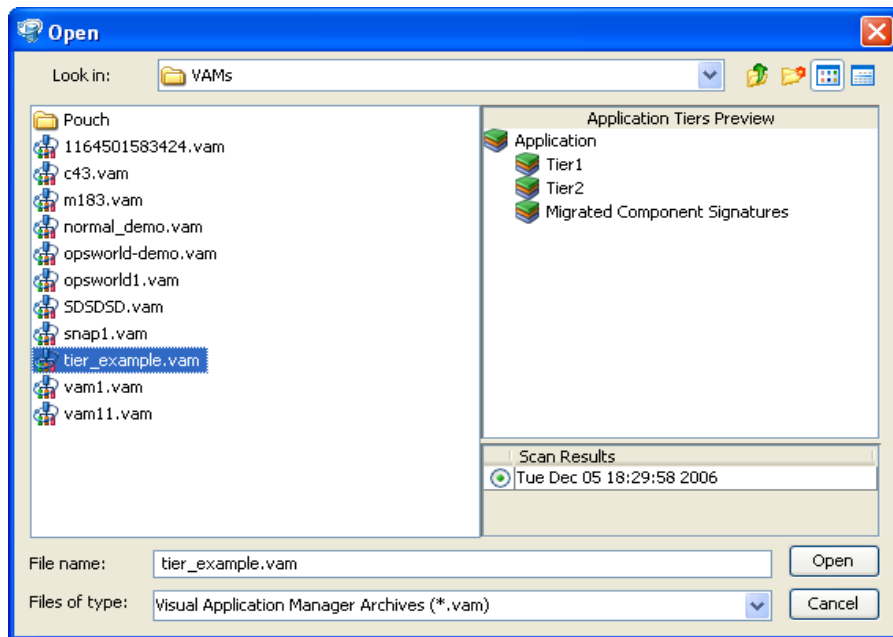 Open
Look in:
VAMs
Pouch
1164501583424.vam
c43.vam
m183.vam
normal_demo.vam
opsworld-demo.vam
opsworld1.vam
SDSDSD.vam
snap1.vam
tier_example.vam
vam1.vam
vam11.vam
Application Tiers Preview
Application
Tier1
Tier2
Migrated Component Signatures
Scan Results
Tue Dec 05 18:29:58 2006
File name:
tier_example.vam
Open
Files of type:
Visual Application Manager Archives (*.vam)
Cancel